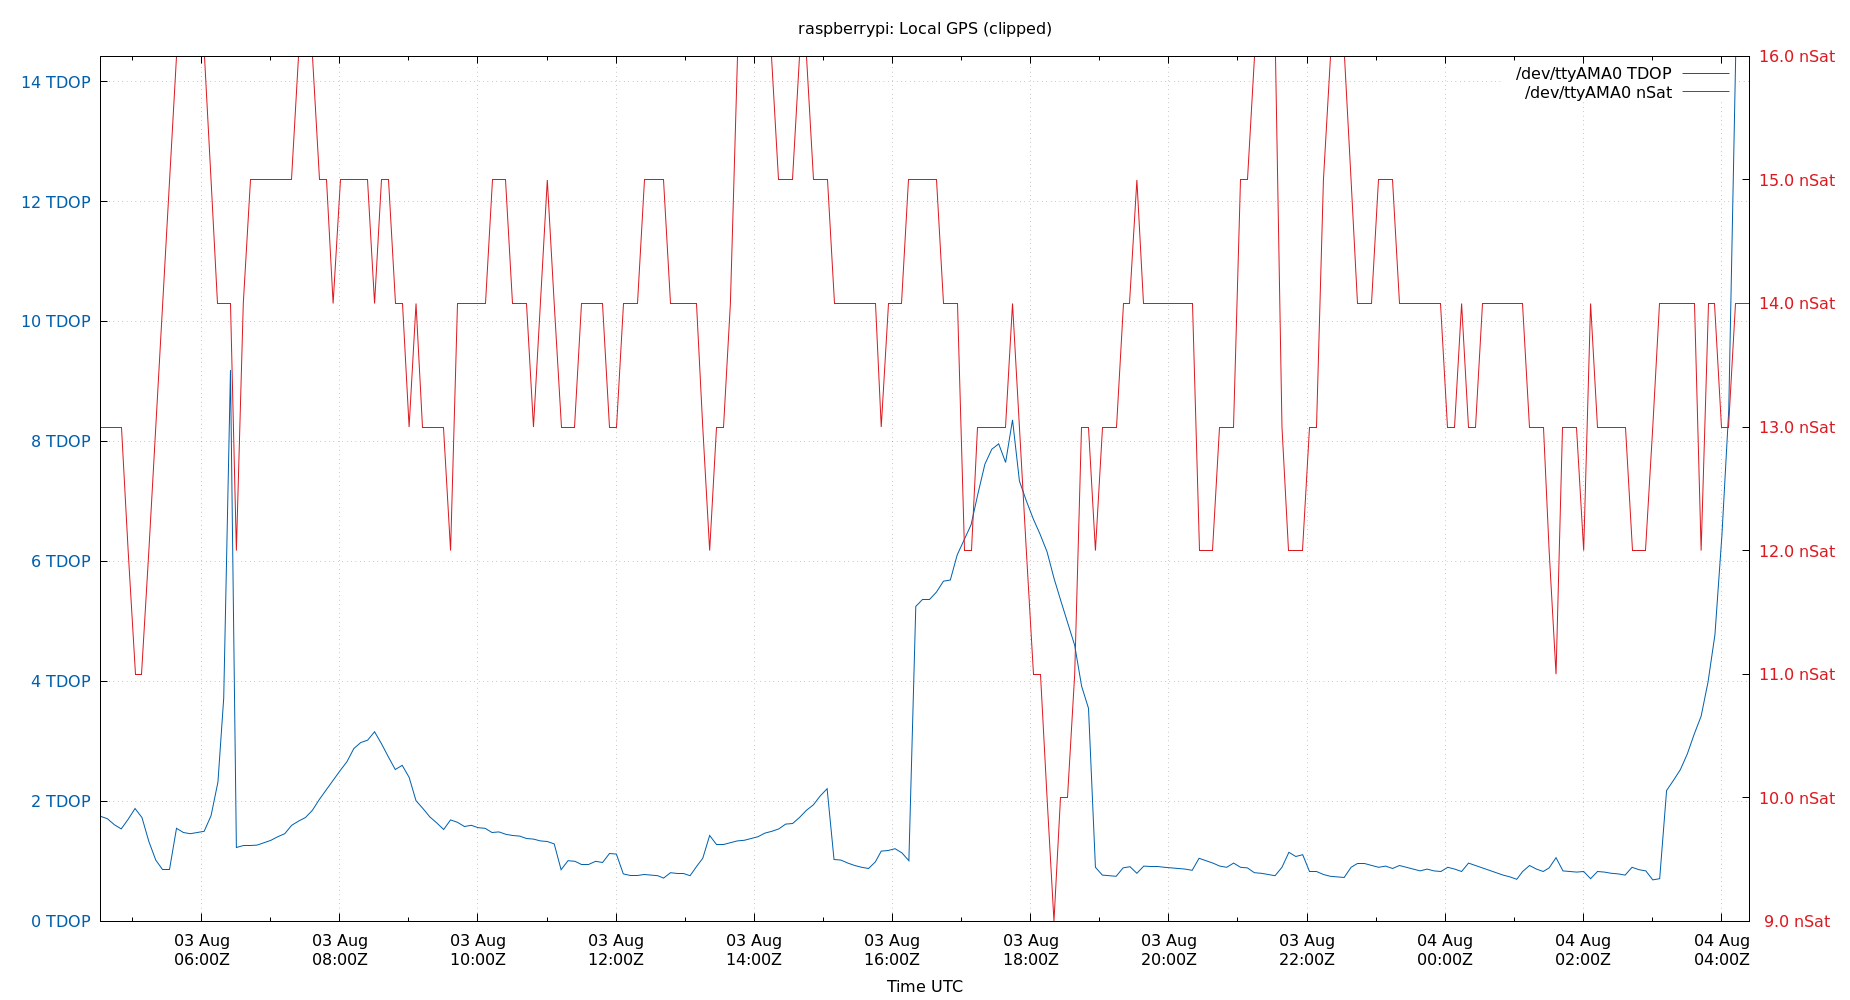 raspberrypi: Local GPS (clipped)
/dev/ttyAMA0 TDOP
/dev/ttyAMA0 nSat
14 TDOP
12 TDOP
10 TDOP
8 TDOP
6 TDOP
4 TDOP
2 TDOP
0 TDOP
16.0 nSat
15.0 nSat
14.0 nSat
13.0 nSat
12.0 nSat
11.0 nSat
10.0 nSat
9.0 nSat
03 Aug 03 Aug 03 Aug 03 Aug 03 Aug 03 Aug 03 Aug 03 Aug 03 Aug 04 Aug 04 Aug 04 Aug
06:00Z 08:00Z 10:00Z 12:00Z 14:00Z 16:00Z 18:00Z 20:00Z 22:00Z 00:00Z 02:00Z 04:00Z
Time UTC